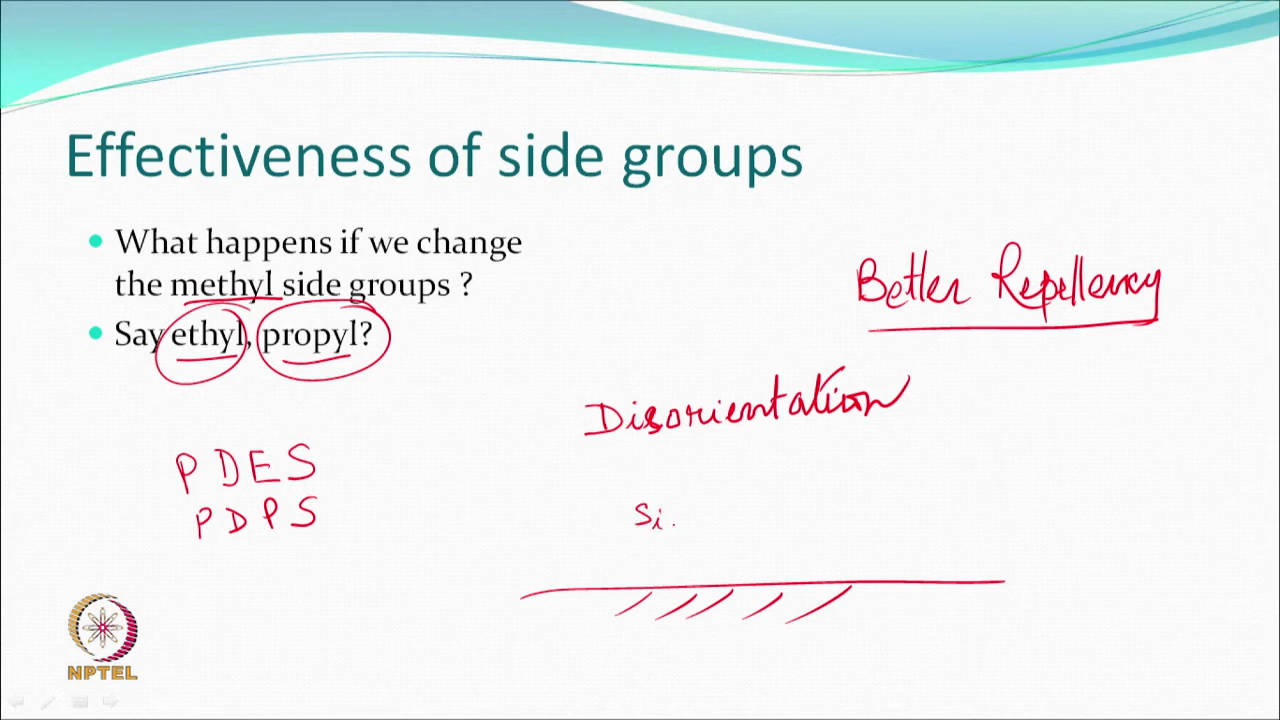 Effectiveness of side groups
What happens if we change
the methyl side groups ?
Say ethyl, propyl?
Better Repellency
Disorientation
PDES
PDPS
Si.
NPTEL